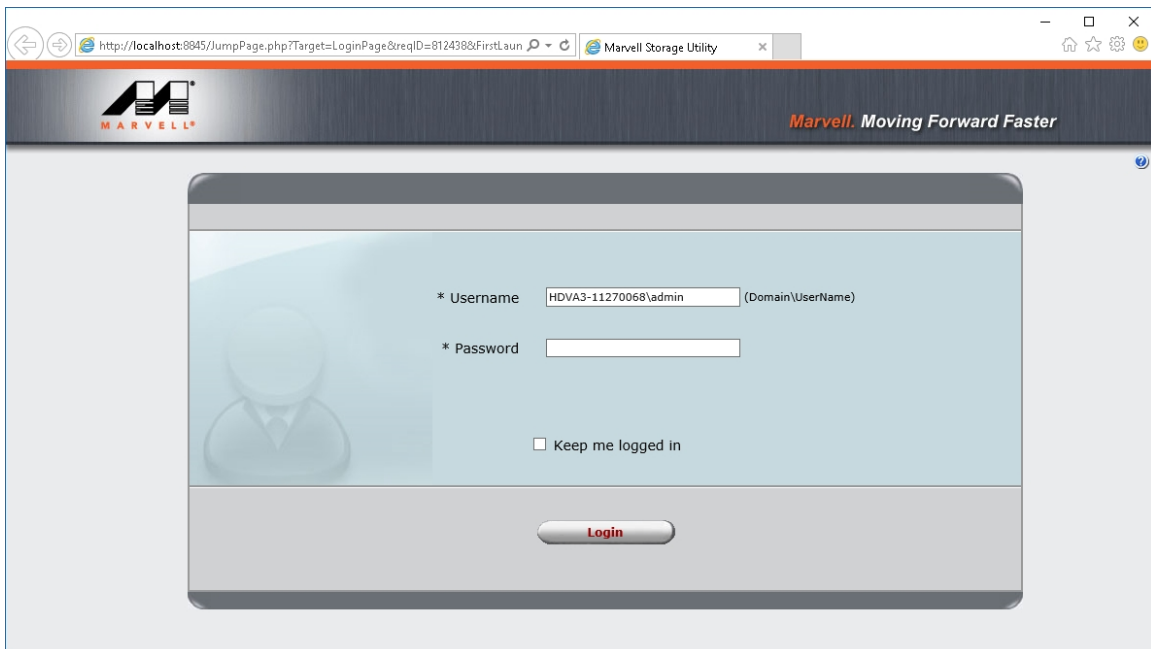 http://localhost:8845/JumpPage.php?Target=LoginPage&reqID=812438&FirstLaun
Marvell Storage Utility
MARVELL®
Marvell. Moving Forward Faster
* Username HDVA3-11270068\admin (Domain\UserName)
* Password
Keep me logged in
Login